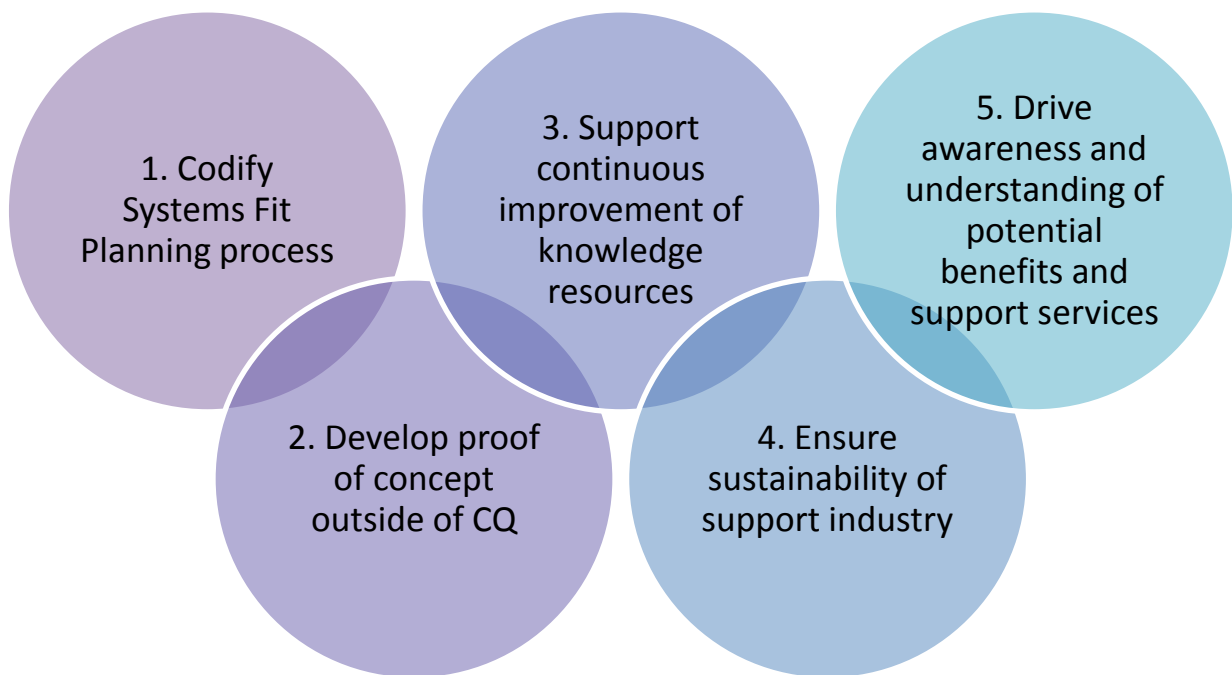 1. Codify
Systems Fit
Planning process
2. Develop proof
of concept
outside of CQ
3. Support
continuous
improvement of
knowledge
resources
4. Ensure
sustainability of
support industry
5. Drive
awareness and
understanding of
potential
benefits and
support services